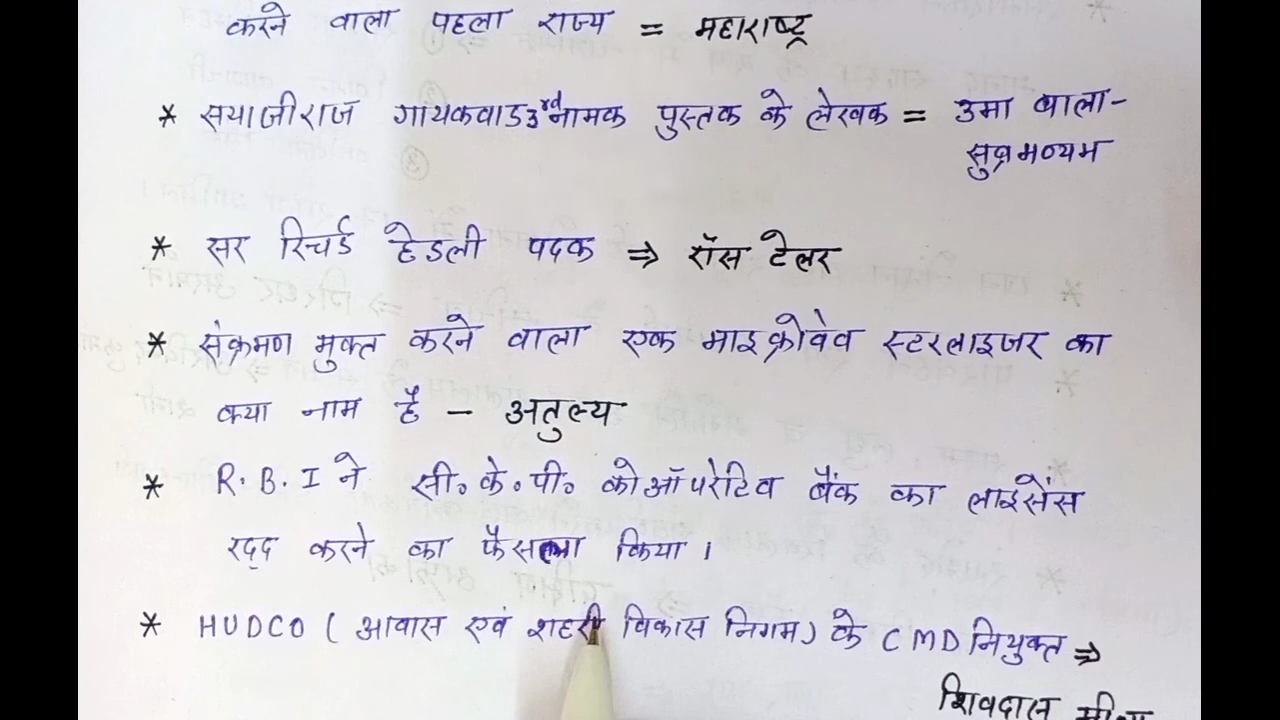 करने वाला पहला राज्य = महाराष्ट्र
* सयाजीराज गायकवाड 3rd नामक पुस्तक के लेखक = उमा बाला-
सुब्रमण्यम
* सर रिचर्ड हेडली पदक ⇒ रॉस टेलर
* संक्रमण मुक्त करने वाला एक माइक्रोवेव स्टरलाइजर का
क्या नाम है - अतुल्य
* R.B.I ने सी॰के॰पी॰ कोऑपरेटिव बैंक का लाइसेंस
रद्द करने का फैसला किया।
* HUDCO ( आवास एवं शहरी विकास निगम) के CMD नियुक्त ⇒
शिवदास